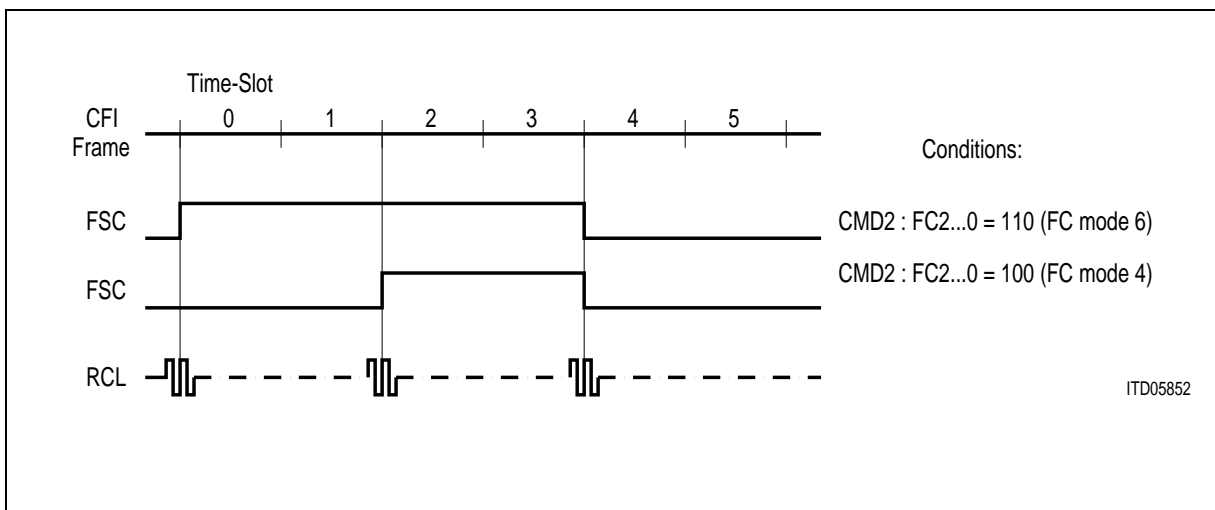 Time-Slot
CFI 0 1 2 3 4 5
Frame
Conditions:
FSC CMD2 : FC2...0 = 110 (FC mode 6)
FSC CMD2 : FC2...0 = 100 (FC mode 4)
RCL
ITD05852